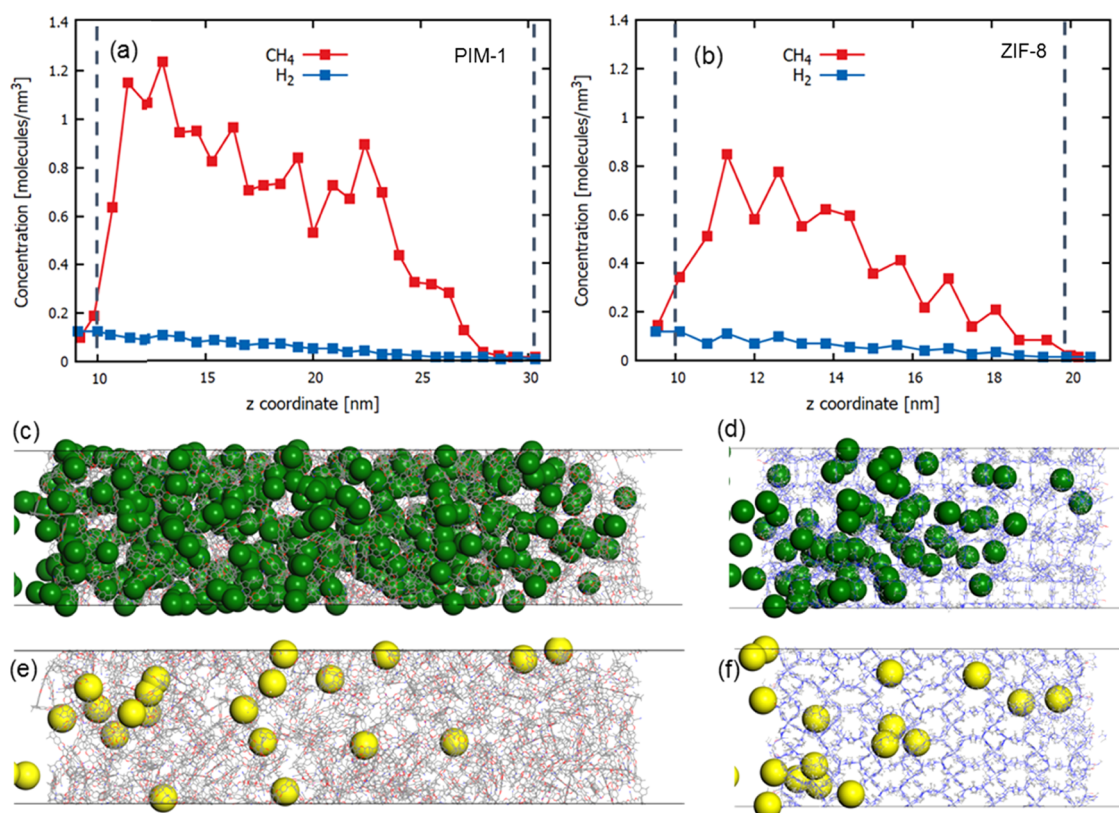 (a)
PIM-1
CH4
H2
Concentration [molecules/nm3]
1.4
1.2
1
0.8
0.6
0.4
0.2
0
10
15
20
25
30
z coordinate [nm]
(b)
ZIF-8
CH4
H2
Concentration [molecules/nm3]
1.4
1.2
1
0.8
0.6
0.4
0.2
0
10
12
14
16
18
20
z coordinate [nm]
(c)
(d)
(e)
(f)